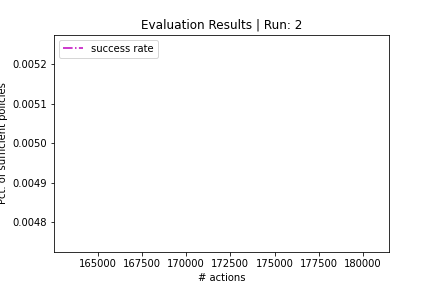 Evaluation Results | Run: 2
success rate
0.0052
0.0051
0.0050
0.0049
0.0048
Pct. of sufficient policies
165000 167500 170000 172500 175000 177500 180000
# actions